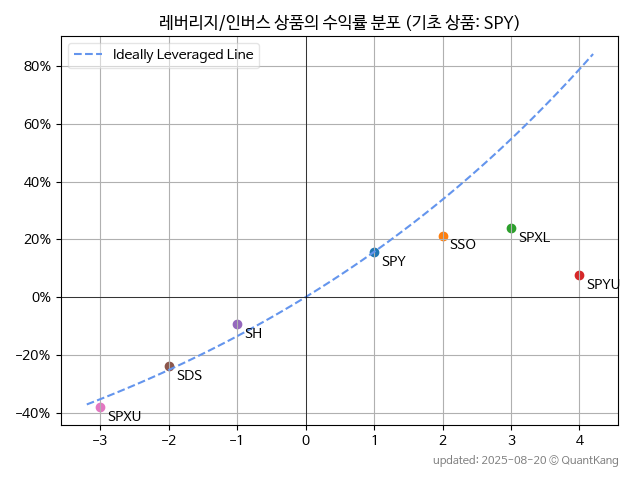 레버리지/인버스 상품의 수익률 분포 (기초 상품: SPY)
Ideally Leveraged Line
80%
60%
40%
20%
0%
-20%
-40%
SPXU
SDS
SH
SPY
SSO
SPXL
SPYU
-3
-2
-1
0
1
2
3
4
updated: 2025-08-20 © QuantKang